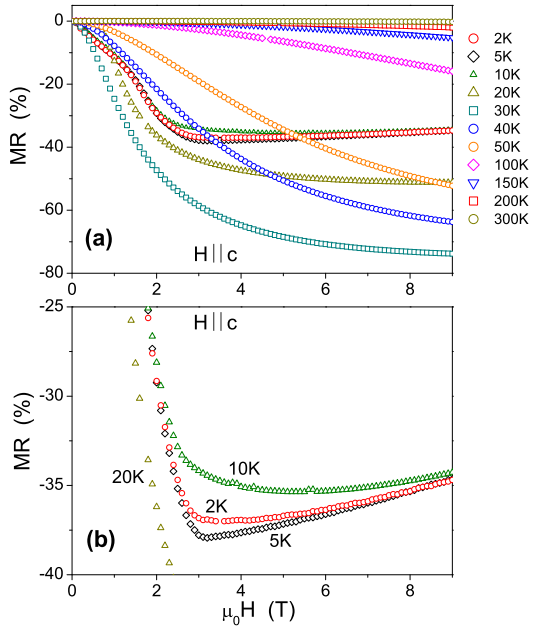 0
-20
-40
-60
-80
MR (%)
(a)
H||c
2K
5K
10K
20K
30K
40K
50K
100K
150K
200K
300K
0 2 4 6 8
-25
-30
-35
-40
MR (%)
H||c
20K
10K
2K
5K
(b)
0 2 4 6 8
μ₀H (T)